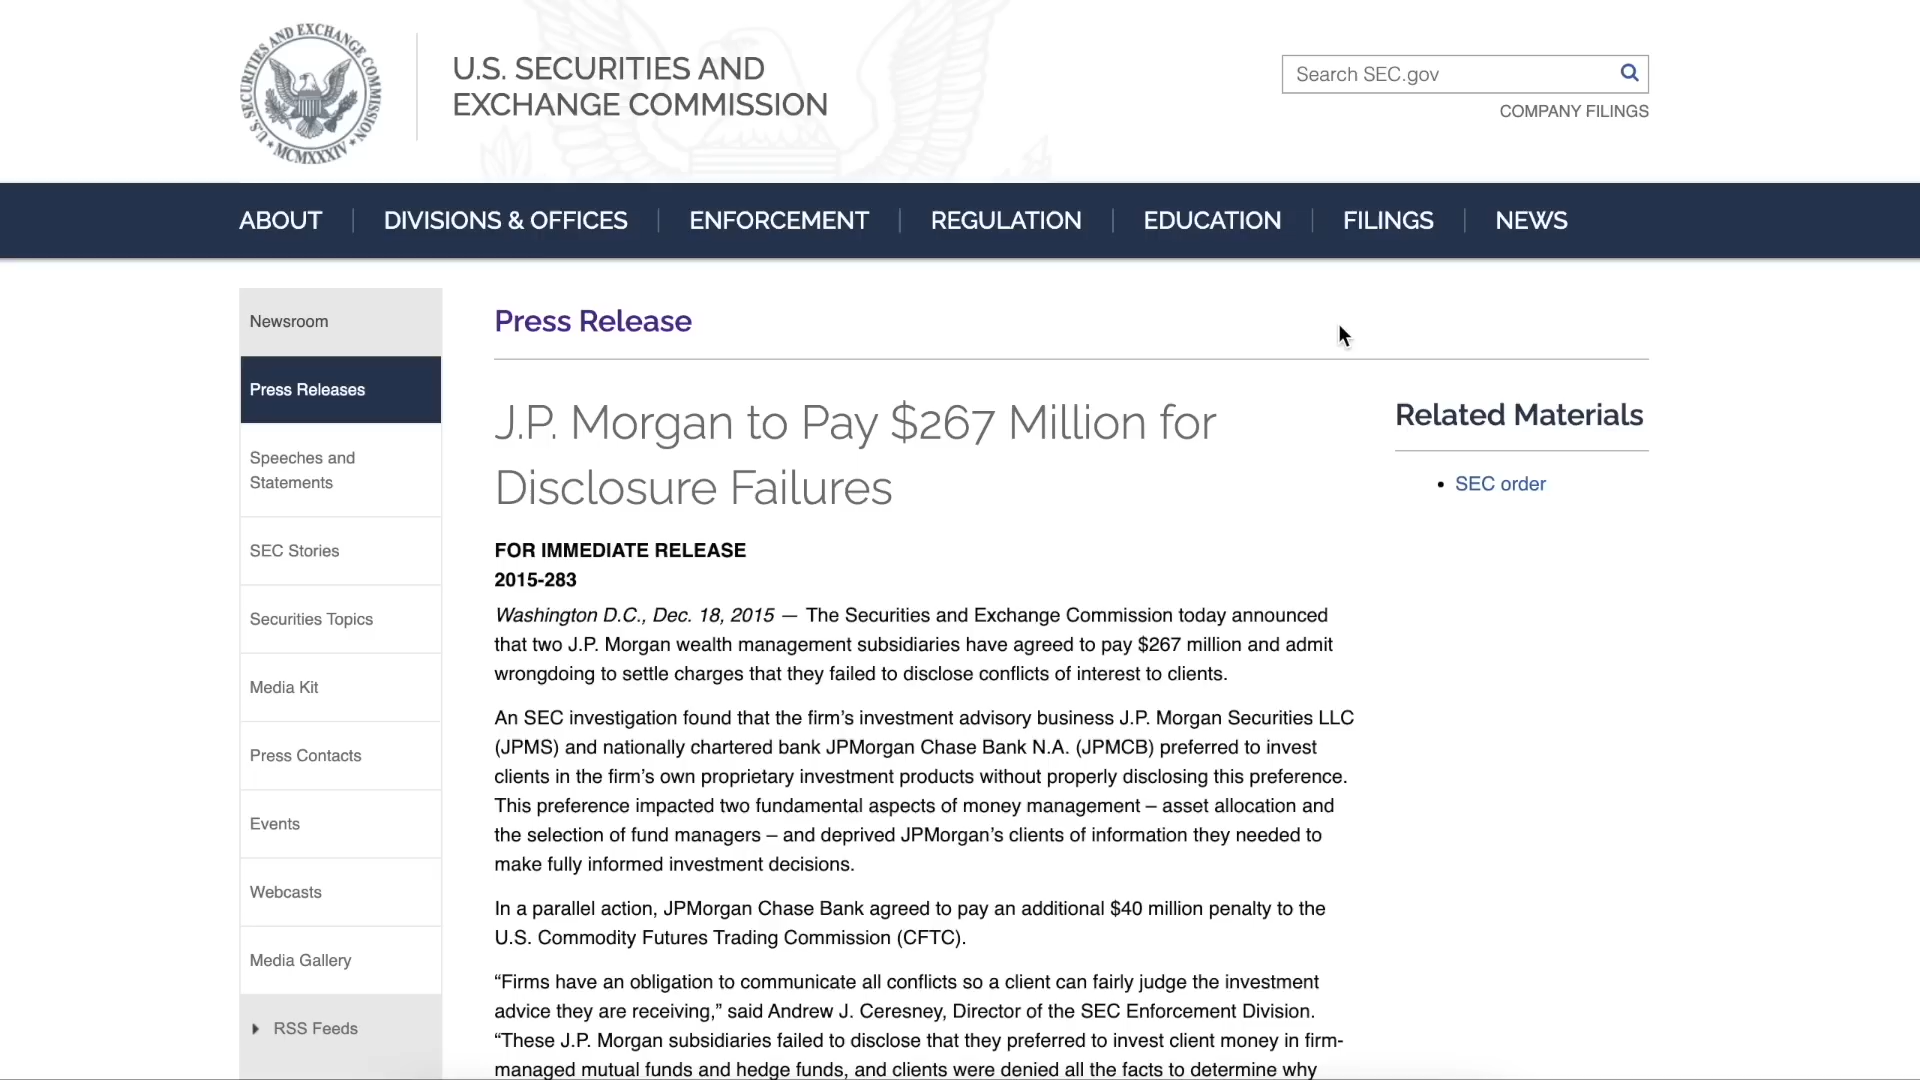 U.S. SECURITIES AND EXCHANGE COMMISSION
MCMXXXIV
U.S. SECURITIES AND
EXCHANGE COMMISSION
Search SEC.gov
COMPANY FILINGS
ABOUT
DIVISIONS & OFFICES
ENFORCEMENT
REGULATION
EDUCATION
FILINGS
NEWS
Newsroom
Press Releases
Speeches and
Statements
SEC Stories
Securities Topics
Media Kit
Press Contacts
Events
Webcasts
Media Gallery
RSS Feeds
Press Release
J.P. Morgan to Pay $267 Million for
Disclosure Failures
FOR IMMEDIATE RELEASE
2015-283
Washington D.C., Dec. 18, 2015 — The Securities and Exchange Commission today announced
that two J.P. Morgan wealth management subsidiaries have agreed to pay $267 million and admit
wrongdoing to settle charges that they failed to disclose conflicts of interest to clients.
An SEC investigation found that the firm’s investment advisory business J.P. Morgan Securities LLC
(JPMS) and nationally chartered bank JPMorgan Chase Bank N.A. (JPMCB) preferred to invest
clients in the firm’s own proprietary investment products without properly disclosing this preference.
This preference impacted two fundamental aspects of money management – asset allocation and
the selection of fund managers – and deprived JPMorgan’s clients of information they needed to
make fully informed investment decisions.
In a parallel action, JPMorgan Chase Bank agreed to pay an additional $40 million penalty to the
U.S. Commodity Futures Trading Commission (CFTC).
“Firms have an obligation to communicate all conflicts so a client can fairly judge the investment
advice they are receiving,” said Andrew J. Ceresney, Director of the SEC Enforcement Division.
“These J.P. Morgan subsidiaries failed to disclose that they preferred to invest client money in firm-
managed mutual funds and hedge funds, and clients were denied all the facts to determine why
Related Materials
• SEC order